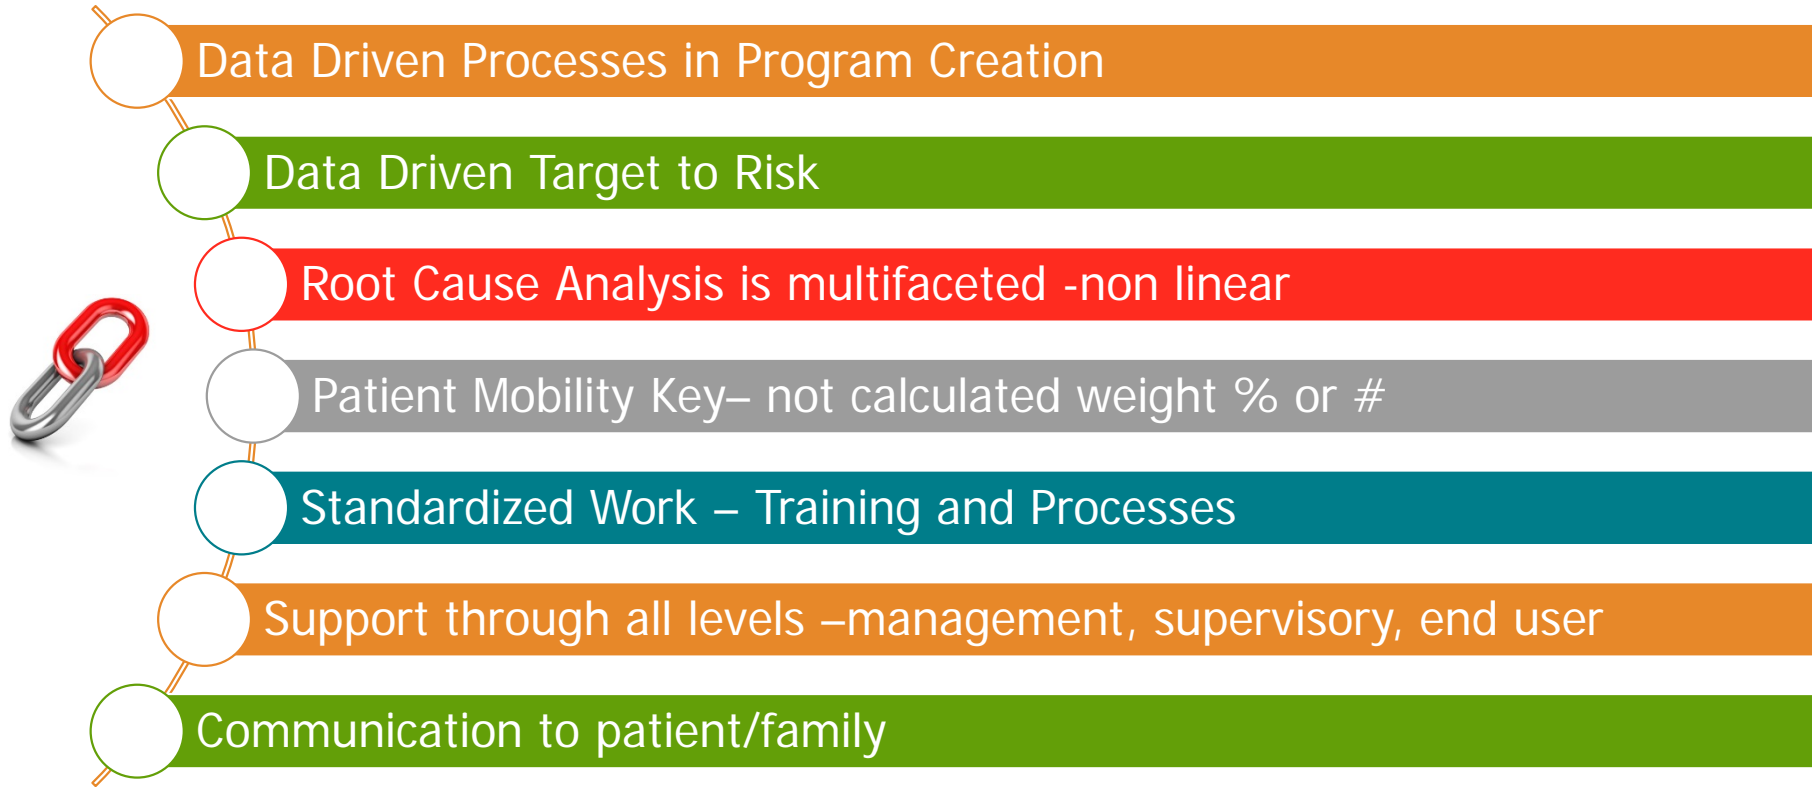 Data Driven Processes in Program Creation
Data Driven Target to Risk
Root Cause Analysis is multifaceted -non linear
Patient Mobility Key– not calculated weight % or #
Standardized Work – Training and Processes
Support through all levels –management, supervisory, end user
Communication to patient/family